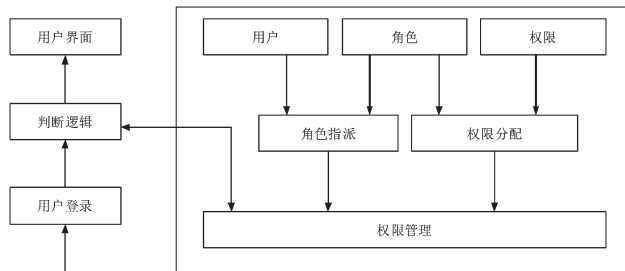 用户界面
用户
角色
权限
判断逻辑
角色指派
权限分配
用户登录
权限管理